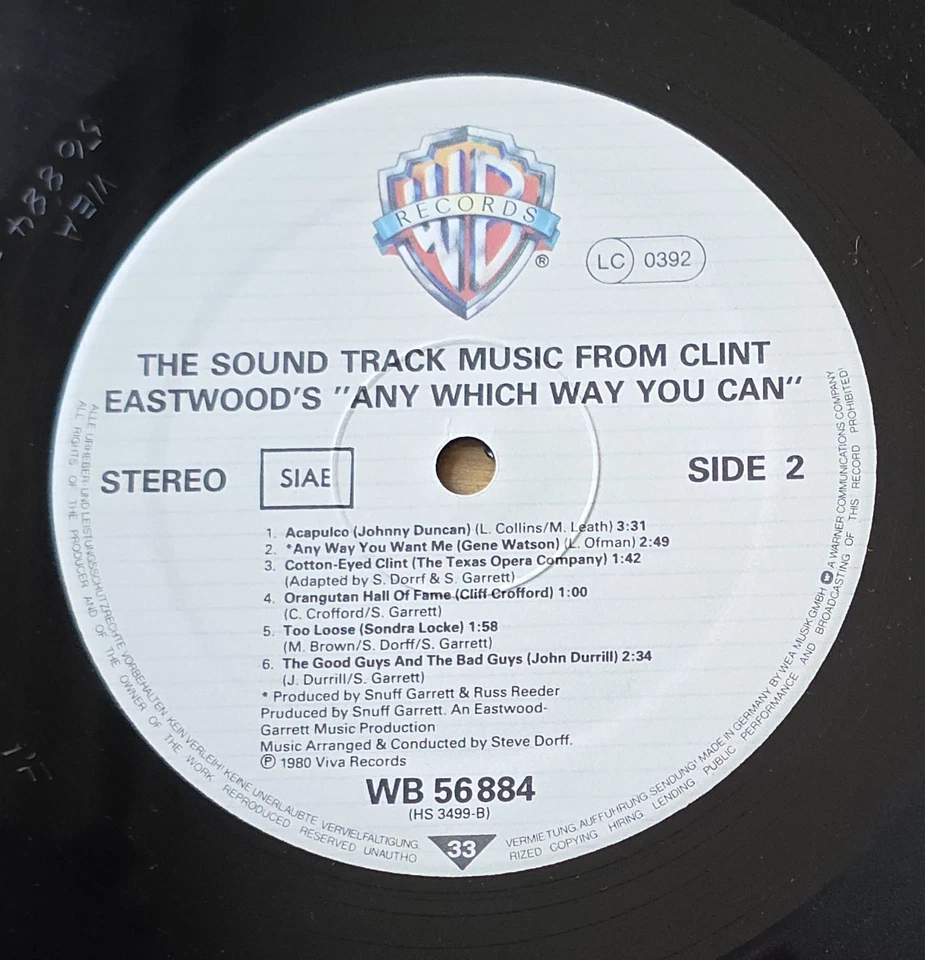 WB
RECORDS
®
LC 0392
THE SOUND TRACK MUSIC FROM CLINT
EASTWOOD'S "ANY WHICH WAY YOU CAN"
STEREO SIAE SIDE 2
1. Acapulco (Johnny Duncan) (L. Collins/M. Leath) 3:31
2. *Any Way You Want Me (Gene Watson) (L. Ofman) 2:49
3. Cotton-Eyed Clint (The Texas Opera Company) 1:42
(Adapted by S. Dorrf & S. Garrett)
4. Orangutan Hall Of Fame (Cliff Crofford) 1:00
(C. Crofford/S. Garrett)
5. Too Loose (Sondra Locke) 1:58
(M. Brown/S. Dorff/S. Garrett)
6. The Good Guys And The Bad Guys (John Durrill) 2:34
(J. Durrill/S. Garrett)
* Produced by Snuff Garrett & Russ Reeder
Pruduced by Snuff Garrett. An Eastwood-
Garrett Music Production
Music Arranged & Conducted by Steve Dorff.
℗ 1980 Viva Records
WB 56 884
(HS 3499-B)
33
ALLE URHEBER UND LEISTUNGSSCHUTZRECHTE VORBEHALTEN KEIN VERLEIH! KEINE UNERLAUBTE VERVIELFALTIGUNG,
VERMIETUNG, AUFFUHRUNG, SENDUNG! MADE IN GERMANY BY WEA MUSIK GMBH A WARNER COMMUNICATIONS COMPANY
ALL RIGHTS OF THE PRODUCER AND OF THE OWNER OF THE WORK REPRODUCED RESERVED UNAUTHO
RIZED COPYING HIRING LENDING PUBLIC PERFORMANCE AND BROADCASTING OF THIS RECORD PROHIBITED!
WEA
56884